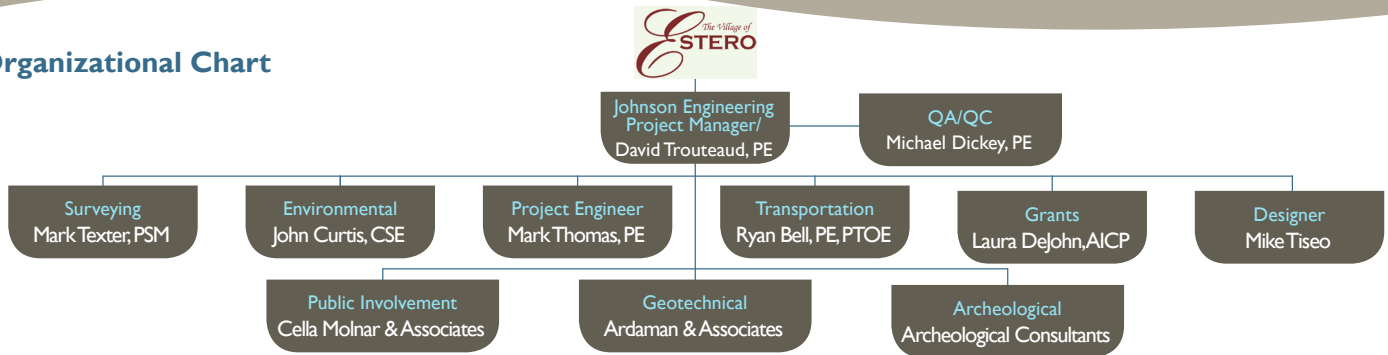 The Village of
ESTERO
Organizational Chart
Johnson Engineering
Project Manager/
David Trouteaud, PE
QA/QC
Michael Dickey, PE
Surveying
Mark Texter, PSM
Environmental
John Curtis, CSE
Project Engineer
Mark Thomas, PE
Transportation
Ryan Bell, PE, PTOE
Grants
Laura DeJohn, AICP
Designer
Mike Tiseo
Public Involvement
Cella Molnar & Associates
Geotechnical
Ardaman & Associates
Archeological
Archeological Consultants